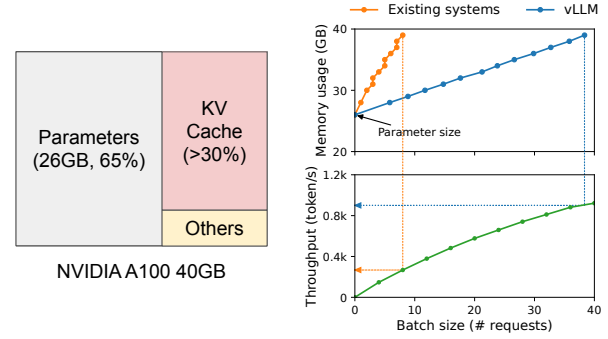 Parameters
(26GB, 65%)
KV
Cache
(>30%)
Others
NVIDIA A100 40GB
Existing systems
vLLM
Memory usage (GB)
40
30
20
Parameter size
Throughput (token/s)
1.2k
0.8k
0.4k
0
0 10 20 30 40
Batch size (# requests)